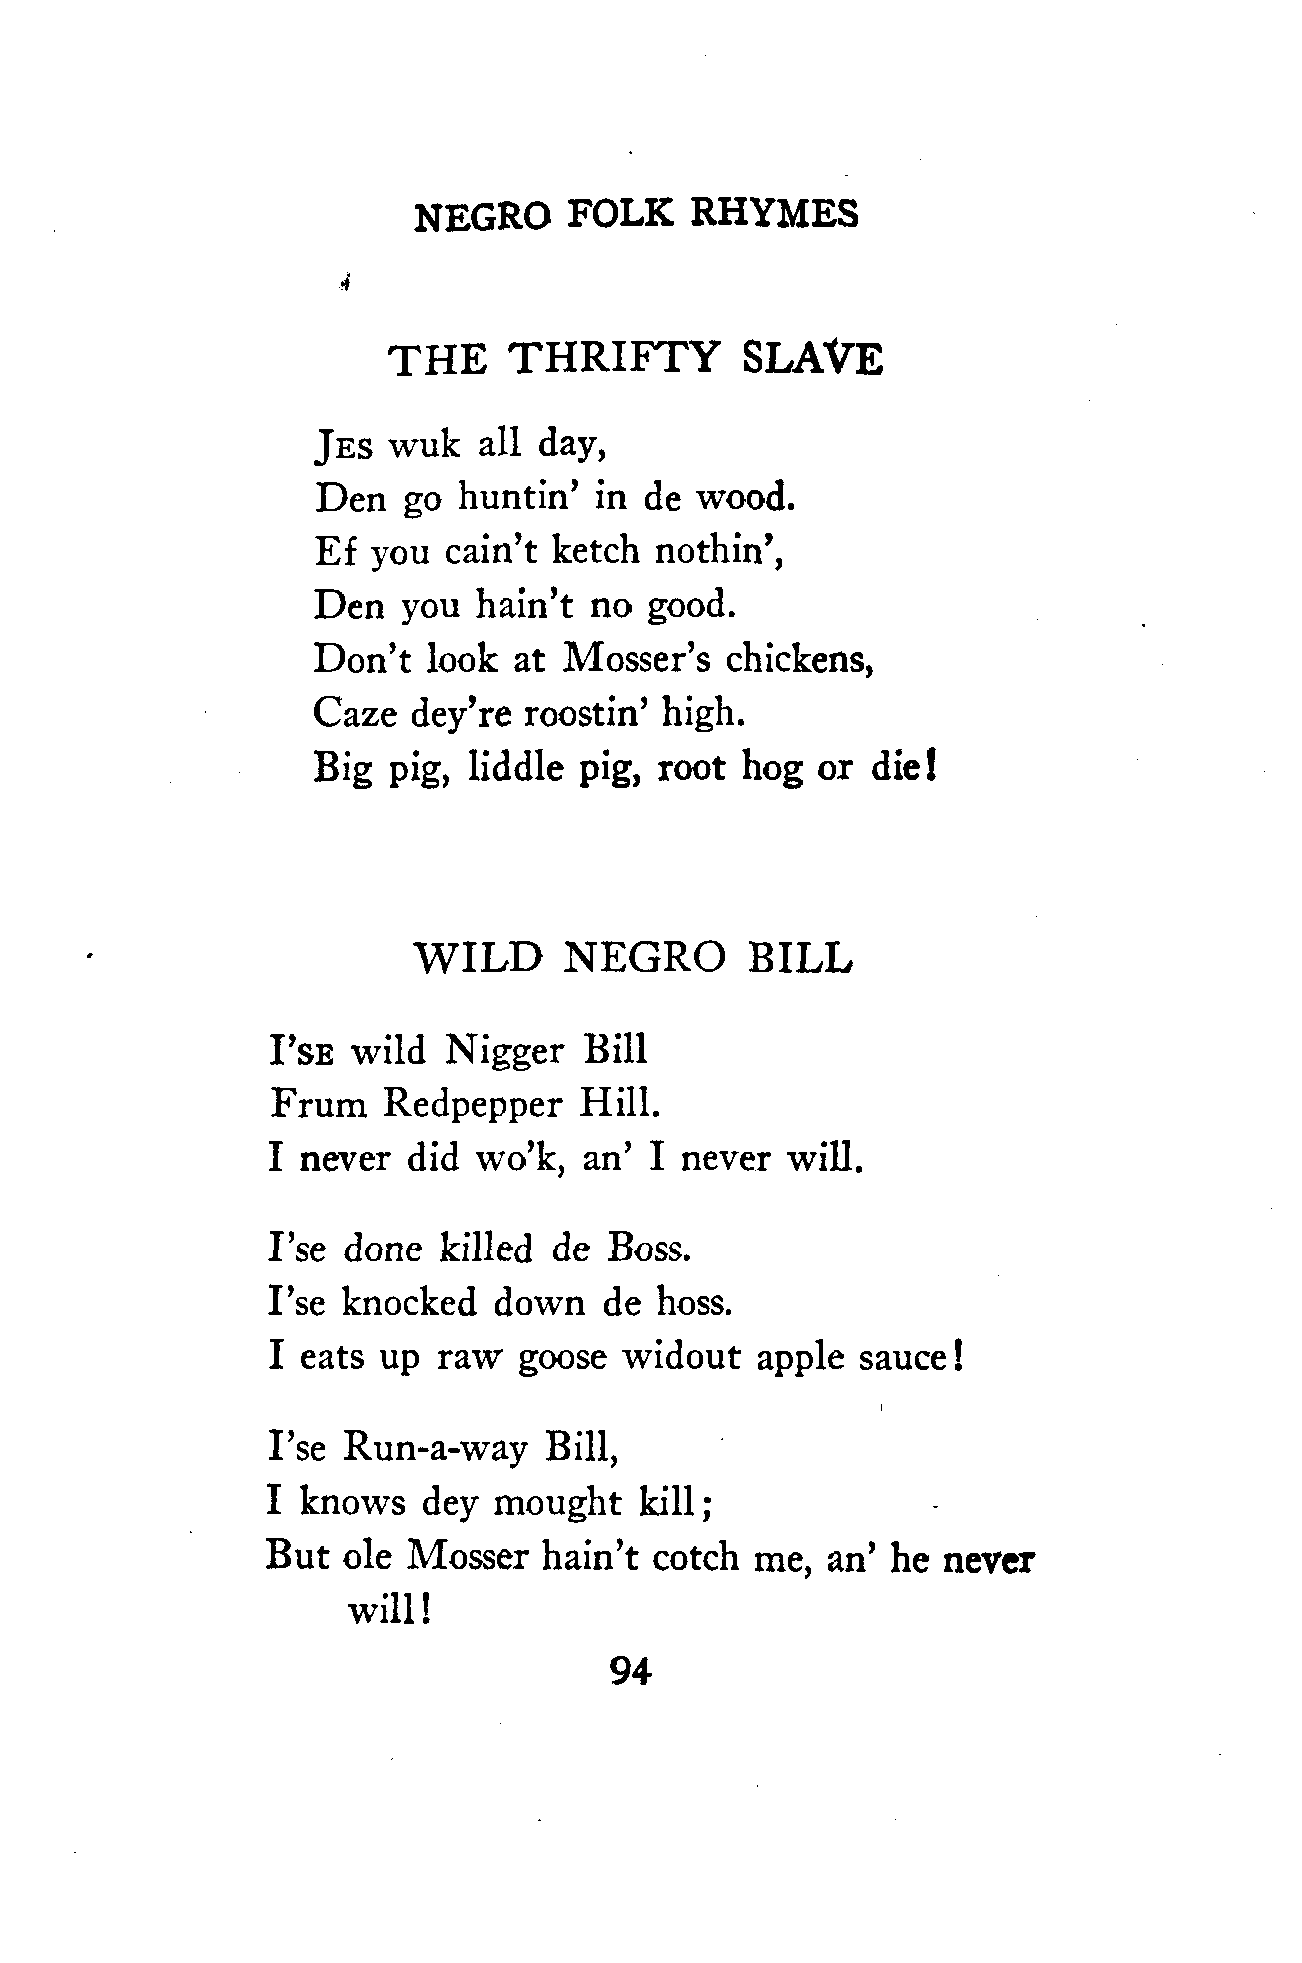 NEGRO FOLK RHYMES
THE THRIFTY SLAVE
JES wuk all day,
Den go huntin' in de wood.
Ef you cain't ketch nothin',
Den you hain't no good.
Don't look at Mosser's chickens,
Caze dey're roostin' high.
Big pig, liddle pig, root hog or die!
WILD NEGRO BILL
I'SE wild Nigger Bill
Frum Redpepper Hill.
I never did wo'k, an' I never will.
I'se done killed de Boss.
I'se knocked down de hoss.
I eats up raw goose widout apple sauce!
I'se Run-a-way Bill,
I knows dey mought kill;
But ole Mosser hain't cotch me, an' he never
will!
94